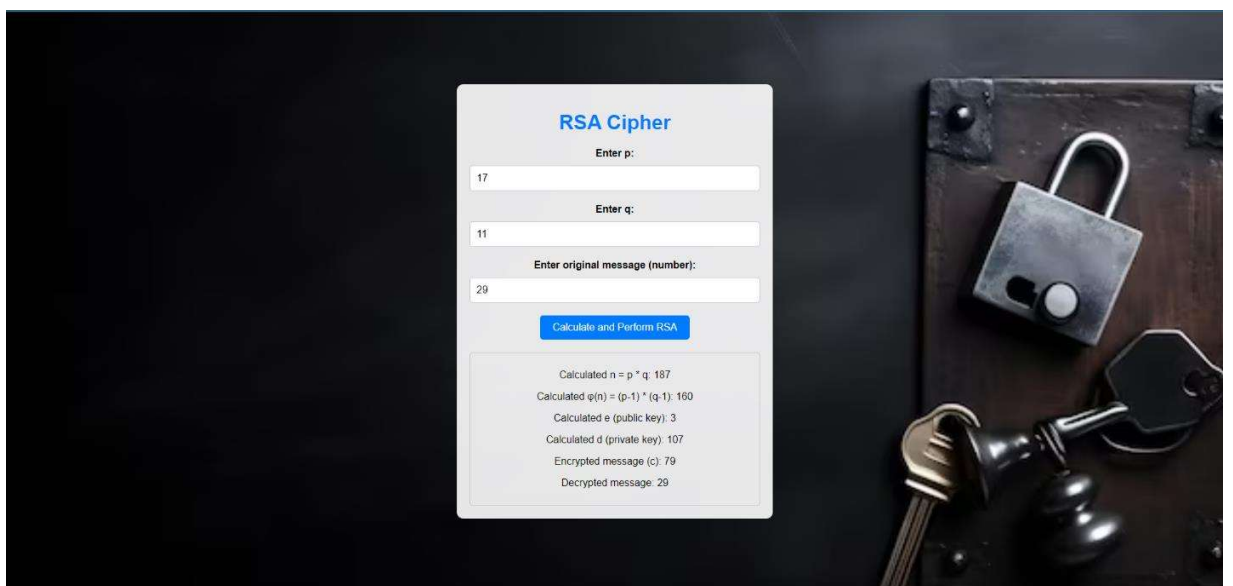 RSA Cipher
Enter p:
17
Enter q:
11
Enter original message (number):
29
Calculate and Perform RSA
Calculated n = p * q: 187
Calculated φ(n) = (p-1) * (q-1): 160
Calculated e (public key): 3
Calculated d (private key): 107
Encrypted message (c): 79
Decrypted message: 29